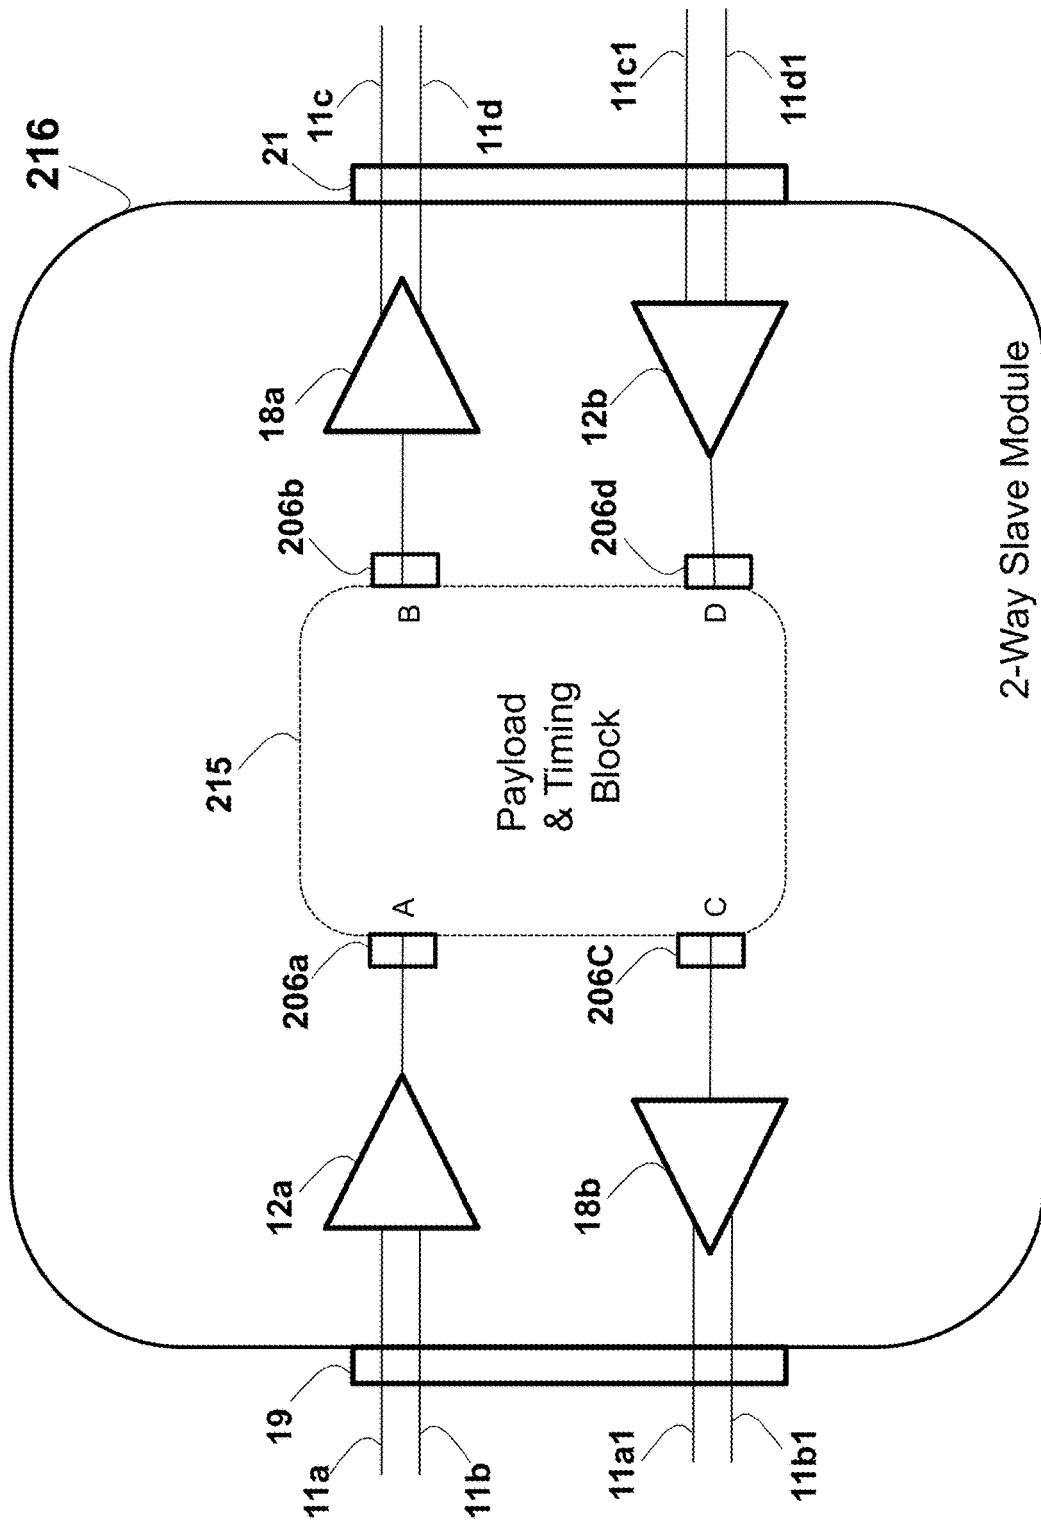 216
11c
11d
21
11c1
11d1
18a
12b
206b
206d
B
D
215
Payload
& Timing
Block
A
C
206a
206C
12a
18b
19
11a
11b
11a1
11b1
2-Way Slave Module